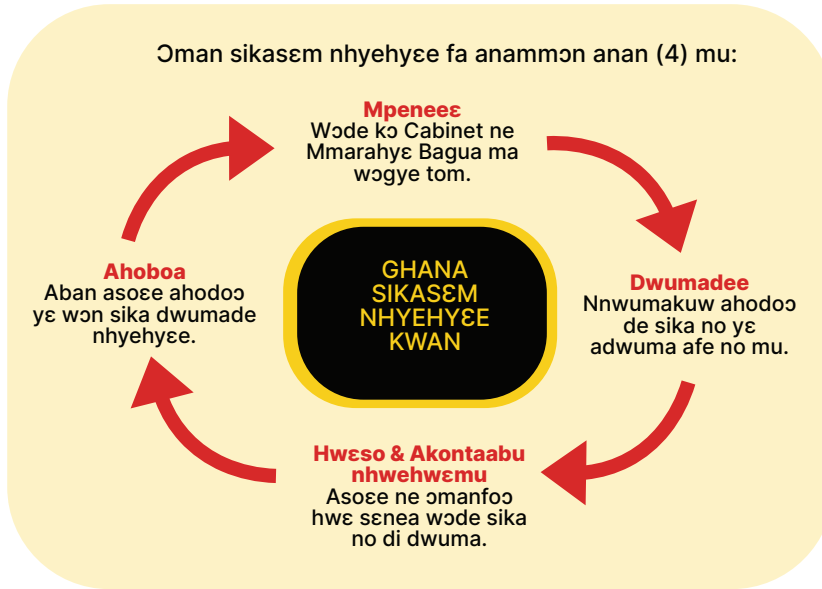 Ɔman sikasɛm nhyehyɛe fa anammɔn anan (4) mu:
Mpeneeɛ
Wɔde kɔ Cabinet ne
Mmarahyɛ Bagua ma
wɔgye tom.
Dwumadee
Nnwumakuw ahodoɔ
de sika no yɛ
adwuma afe no mu.
Hwɛso & Akontaabu
nhwehwɛmu
Asoɛe ne ɔmanfoɔ
hwɛ sɛnea wɔde sika
no di dwuma.
Ahoboa
Aban asoɛe ahodoɔ
yɛ wɔn sika dwumade
nhyehyɛe.
GHANA
SIKASƐM
NHYEHYƐE
KWAN